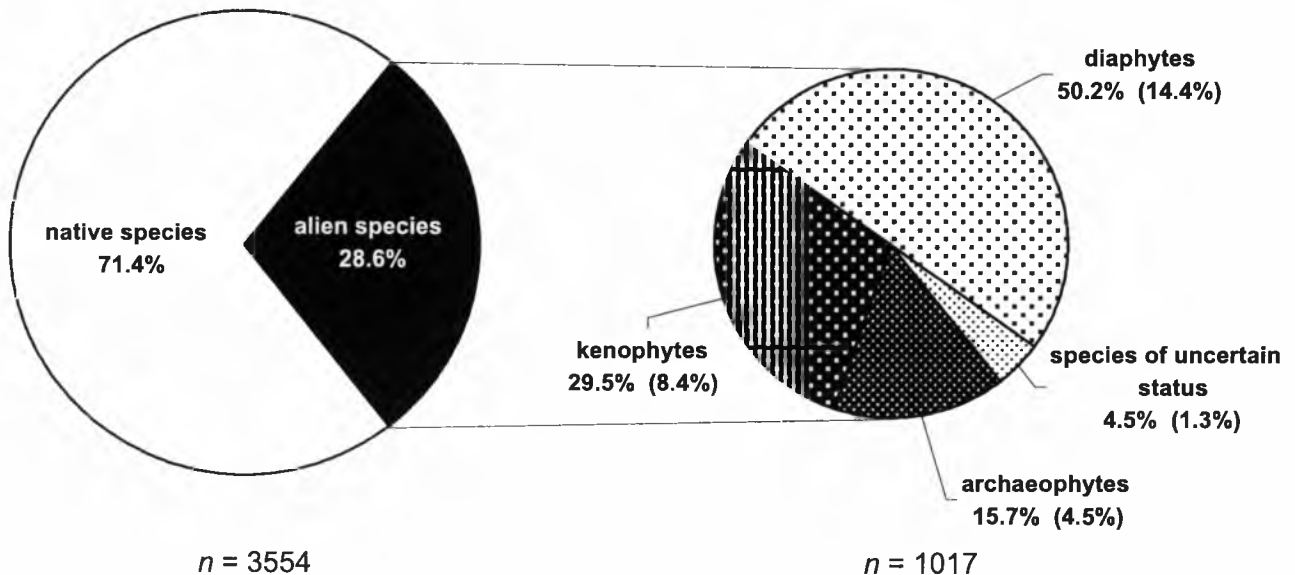 native species
71.4%
alien species
28.6%
n = 3554
diaphytes
50.2% (14.4%)
kenophytes
29.5% (8.4%)
species of uncertain
status
4.5% (1.3%)
archaeophytes
15.7% (4.5%)
n = 1017